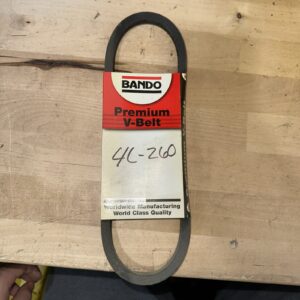 BANDO
Premium
V-Belt
4L-260
Worldwide Manufacturing
World Class Quality